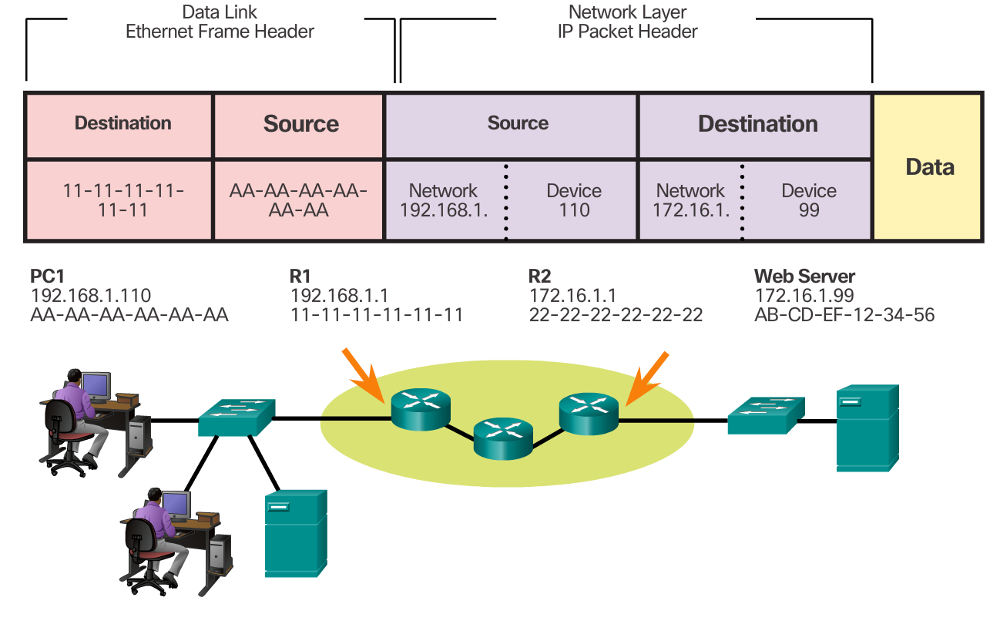 Data Link
Ethernet Frame Header
Network Layer
IP Packet Header
Destination
Source
Source
Destination
Data
11-11-11-11-
11-11
AA-AA-AA-AA-
AA-AA
Network
192.168.1.
Device
110
Network
172.16.1.
Device
99
PC1
192.168.1.110
AA-AA-AA-AA-AA-AA
R1
192.168.1.1
11-11-11-11-11-11
R2
172.16.1.1
22-22-22-22-22-22
Web Server
172.16.1.99
AB-CD-EF-12-34-56